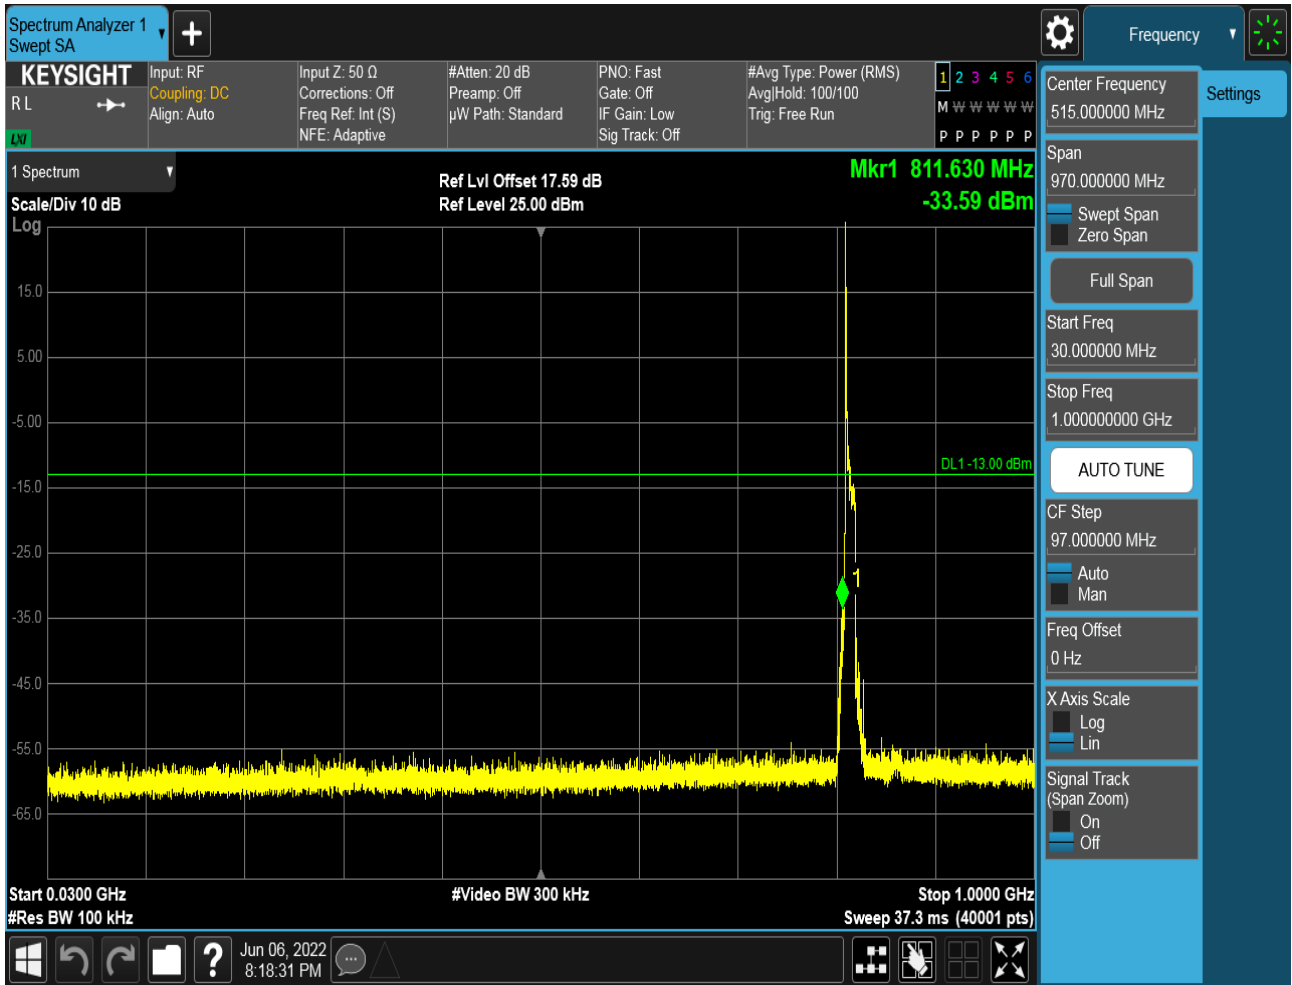 Spectrum Analyzer 1
Swept SA
Frequency
KEYSIGHT
R L
LXI
Input: RF
Coupling: DC
Align: Auto
Input Z: 50 Ω
Corrections: Off
Freq Ref: Int (S)
NFE: Adaptive
#Atten: 20 dB
Preamp: Off
µW Path: Standard
PNO: Fast
Gate: Off
IF Gain: Low
Sig Track: Off
#Avg Type: Power (RMS)
Avg|Hold: 100/100
Trig: Free Run
1 2 3 4 5 6
M W W W W W
P P P P P P
1 Spectrum
Scale/Div 10 dB
Log
Ref Lvl Offset 17.59 dB
Ref Level 25.00 dBm
Mkr1 811.630 MHz
-33.59 dBm
15.0
5.00
-5.00
-15.0
-25.0
-35.0
-45.0
-55.0
-65.0
DL1 -13.00 dBm
1
Start 0.0300 GHz
#Res BW 100 kHz
#Video BW 300 kHz
Stop 1.0000 GHz
Sweep 37.3 ms (40001 pts)
Center Frequency
515.000000 MHz
Settings
Span
970.000000 MHz
Swept Span
Zero Span
Full Span
Start Freq
30.000000 MHz
Stop Freq
1.000000000 GHz
AUTO TUNE
CF Step
97.000000 MHz
Auto
Man
Freq Offset
0 Hz
X Axis Scale
Log
Lin
Signal Track
(Span Zoom)
On
Off
?
Jun 06, 2022
8:18:31 PM